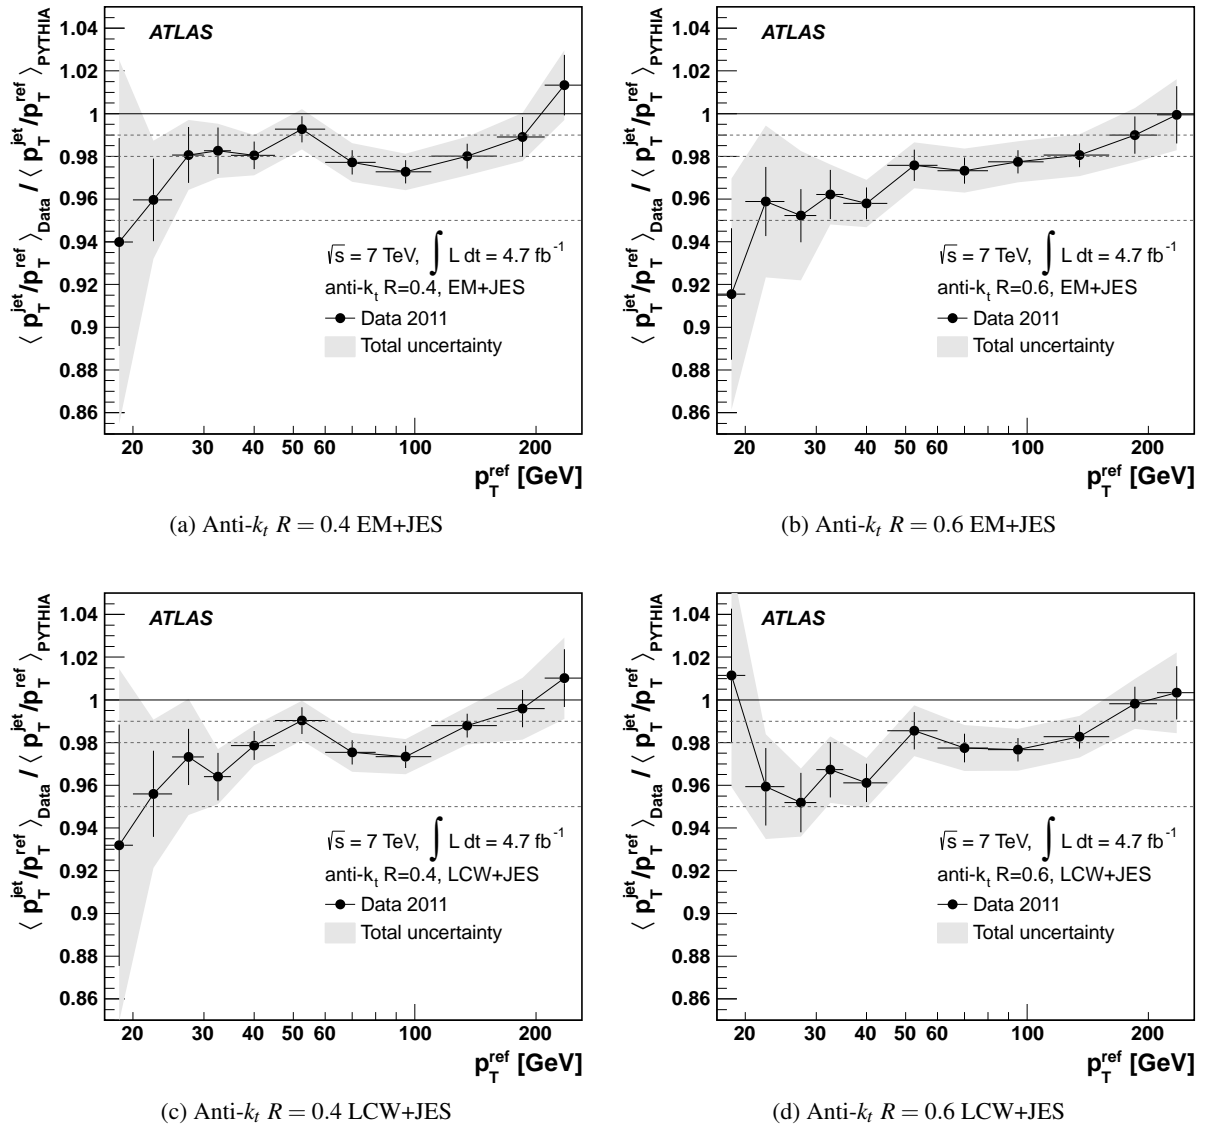 ATLAS
⟨ p_T^jet/p_T^ref ⟩_Data / ⟨ p_T^jet/p_T^ref ⟩_PYTHIA
1.04
1.02
1
0.98
0.96
0.94
0.92
0.9
0.88
0.86
√s = 7 TeV, ∫ L dt = 4.7 fb⁻¹
anti-k_t R=0.4, EM+JES
Data 2011
Total uncertainty
20 30 40 50 60 100 200
p_T^ref [GeV]
(a) Anti-k_t R = 0.4 EM+JES
ATLAS
⟨ p_T^jet/p_T^ref ⟩_Data / ⟨ p_T^jet/p_T^ref ⟩_PYTHIA
1.04
1.02
1
0.98
0.96
0.94
0.92
0.9
0.88
0.86
√s = 7 TeV, ∫ L dt = 4.7 fb⁻¹
anti-k_t R=0.6, EM+JES
Data 2011
Total uncertainty
20 30 40 50 60 100 200
p_T^ref [GeV]
(b) Anti-k_t R = 0.6 EM+JES
ATLAS
⟨ p_T^jet/p_T^ref ⟩_Data / ⟨ p_T^jet/p_T^ref ⟩_PYTHIA
1.04
1.02
1
0.98
0.96
0.94
0.92
0.9
0.88
0.86
√s = 7 TeV, ∫ L dt = 4.7 fb⁻¹
anti-k_t R=0.4, LCW+JES
Data 2011
Total uncertainty
20 30 40 50 60 100 200
p_T^ref [GeV]
(c) Anti-k_t R = 0.4 LCW+JES
ATLAS
⟨ p_T^jet/p_T^ref ⟩_Data / ⟨ p_T^jet/p_T^ref ⟩_PYTHIA
1.04
1.02
1
0.98
0.96
0.94
0.92
0.9
0.88
0.86
√s = 7 TeV, ∫ L dt = 4.7 fb⁻¹
anti-k_t R=0.6, LCW+JES
Data 2011
Total uncertainty
20 30 40 50 60 100 200
p_T^ref [GeV]
(d) Anti-k_t R = 0.6 LCW+JES